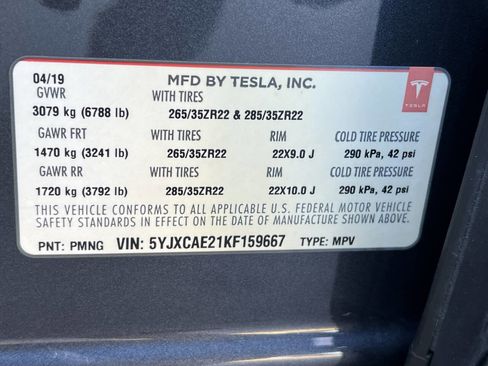 04/19 MFD BY TESLA, INC.
GVWR WITH TIRES
3079 kg (6788 lb) 265/35ZR22 & 285/35ZR22
GAWR FRT WITH TIRES RIM COLD TIRE PRESSURE
1470 kg (3241 lb) 265/35ZR22 22X9.0 J 290 kPa, 42 psi
GAWR RR WITH TIRES RIM COLD TIRE PRESSURE
1720 kg (3792 lb) 285/35ZR22 22X10.0 J 290 kPa, 42 psi
THIS VEHICLE CONFORMS TO ALL APPLICABLE U.S. FEDERAL MOTOR VEHICLE
SAFETY STANDARDS IN EFFECT ON THE DATE OF MANUFACTURE SHOWN ABOVE.
PNT: PMNG VIN: 5YJXCAE21KF159667 TYPE: MPV
TESLA